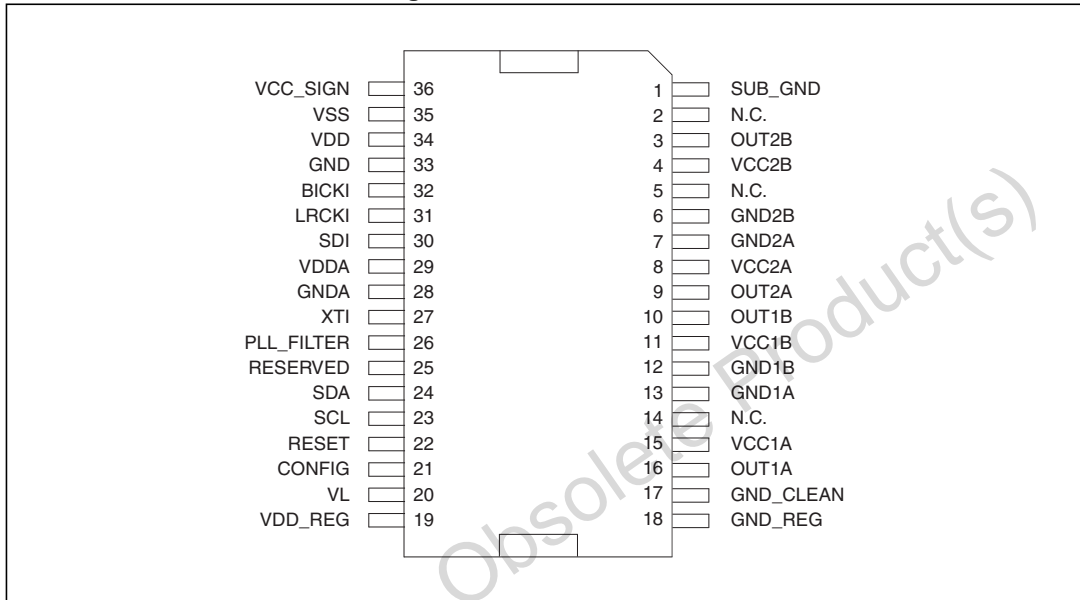 VCC_SIGN 36 1 SUB_GND
VSS 35 2 N.C.
VDD 34 3 OUT2B
GND 33 4 VCC2B
BICKI 32 5 N.C.
LRCKI 31 6 GND2B
SDI 30 7 GND2A
VDDA 29 8 VCC2A
GNDA 28 9 OUT2A
XTI 27 10 OUT1B
PLL_FILTER 26 11 VCC1B
RESERVED 25 12 GND1B
SDA 24 13 GND1A
SCL 23 14 N.C.
RESET 22 15 VCC1A
CONFIG 21 16 OUT1A
VL 20 17 GND_CLEAN
VDD_REG 19 18 GND_REG
Obsolete Product(s)